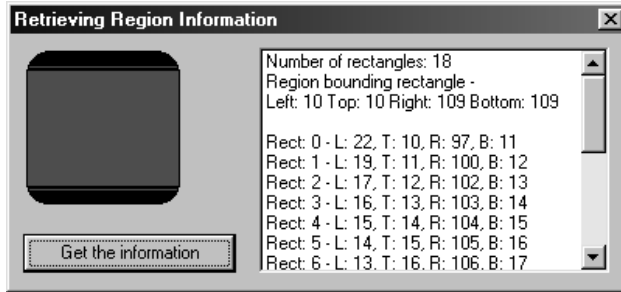 Retrieving Region Information
Number of rectangles: 18
Region bounding rectangle -
Left: 10 Top: 10 Right: 109 Bottom: 109
Rect: 0 - L: 22, T: 10, R: 97, B: 11
Rect: 1 - L: 19, T: 11, R: 100, B: 12
Rect: 2 - L: 17, T: 12, R: 102, B: 13
Rect: 3 - L: 16, T: 13, R: 103, B: 14
Rect: 4 - L: 15, T: 14, R: 104, B: 15
Rect: 5 - L: 14, T: 15, R: 105, B: 16
Rect: 6 - L: 13, T: 16, R: 106, B: 17
Get the information